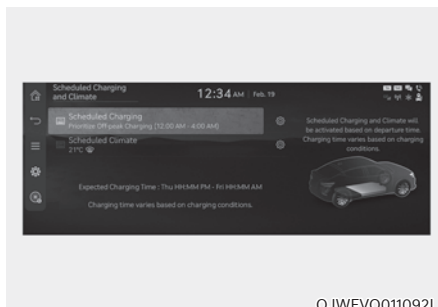 Scheduled Charging
and Climate
12:34 AM Feb. 19
Scheduled Charging
Prioritize Off-peak Charging [12:00 AM - 4:00 AM]
Scheduled Climate
21°C
Expected Charging Time : Thu HH:MM PM - Fri HH:MM AM
Charging time varies based on charging conditions.
Scheduled Charging and Climate will
be activated based on departure time.
Charging time varies based on charging
conditions.